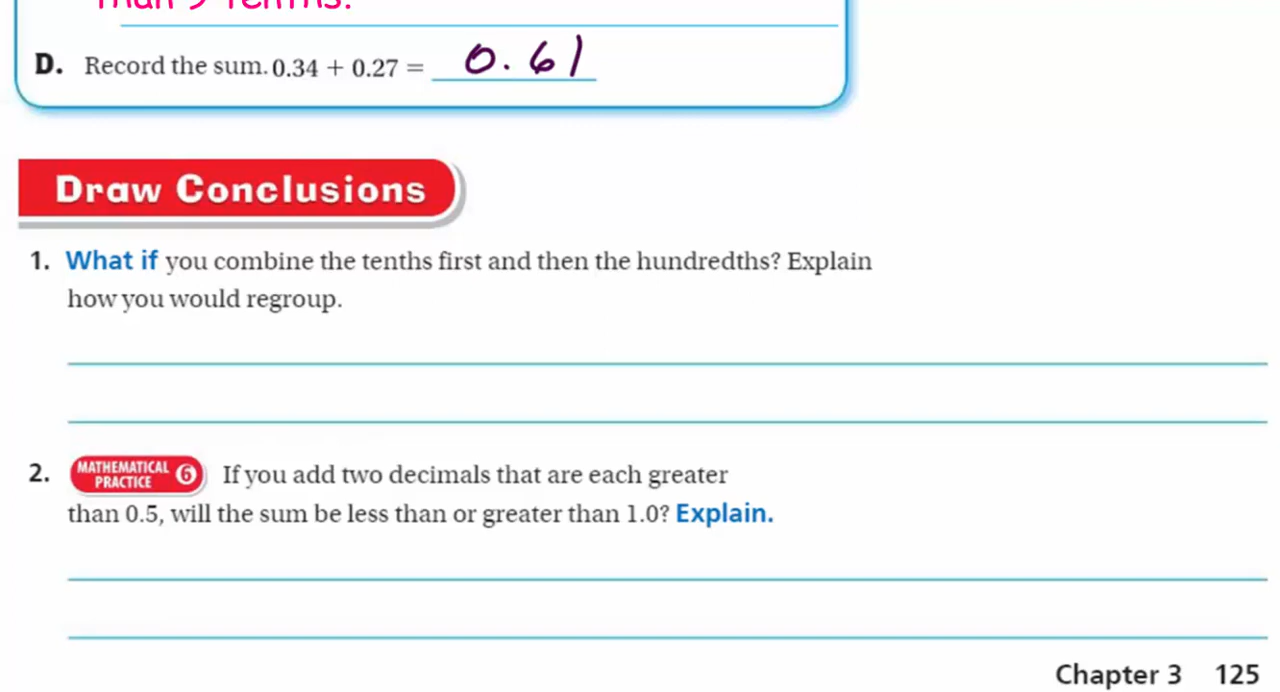 than 9 Tenths.
D. Record the sum. 0.34 + 0.27 = 0.61
Draw Conclusions
1. What if you combine the tenths first and then the hundredths? Explain
how you would regroup.
2. MATHEMATICAL PRACTICE 6 If you add two decimals that are each greater
than 0.5, will the sum be less than or greater than 1.0? Explain.
Chapter 3 125